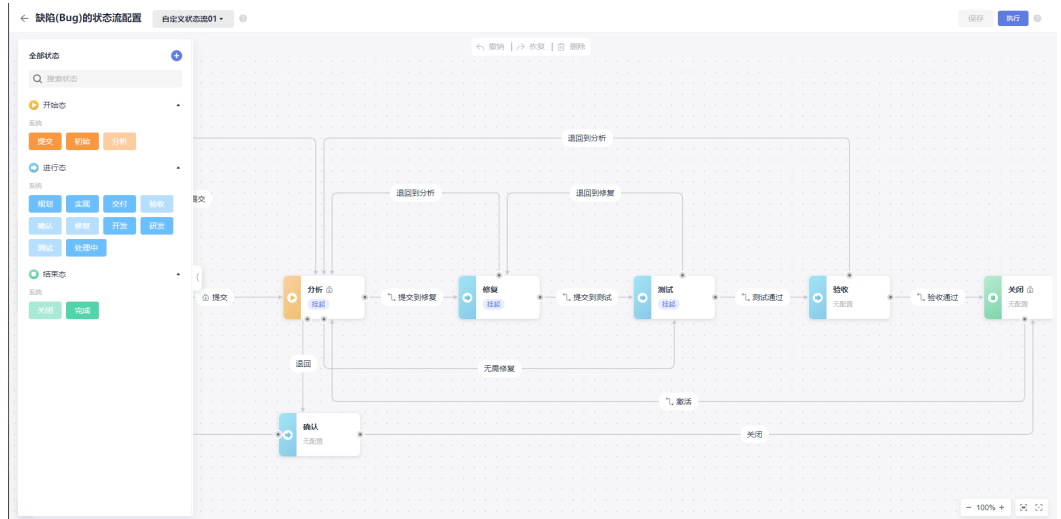 缺陷(Bug)的状态流配置
自定义状态流01
保存
执行
撤销
恢复
删除
全部状态
搜索状态
开始态
系统
提交 初始 分析
进行态
系统
规划 实现 交付 验收
确认 修复 开发 研发
测试 处理中
结束态
系统
关闭 完成
退回到分析
退回到分析
退回到修复
提交
提交
分析
挂起
提交到修复
修复
挂起
提交到测试
测试
挂起
测试通过
验收
无配置
验收通过
关闭
无配置
退回
无需修复
激活
确认
无配置
关闭
- 100% +